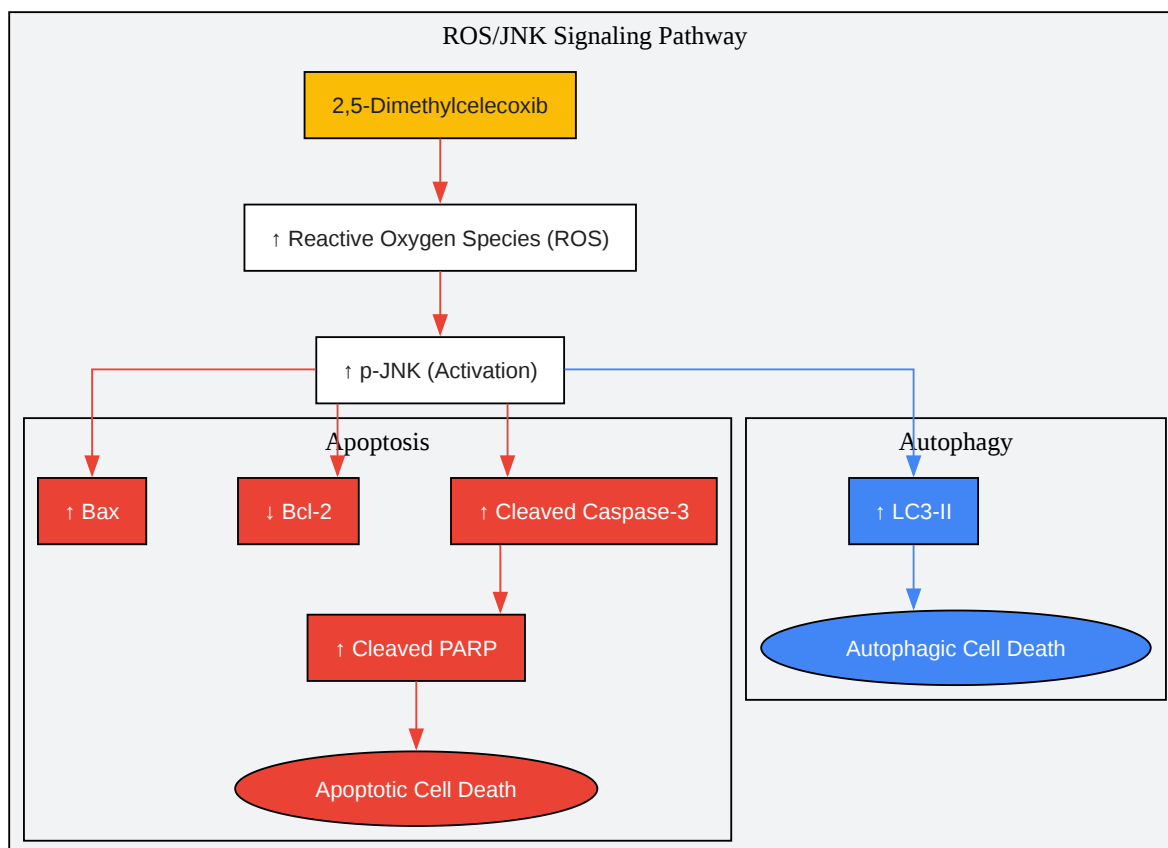 ROS/JNK Signaling Pathway
2,5-Dimethylcelecoxib
↑ Reactive Oxygen Species (ROS)
↑ p-JNK (Activation)
Apoptosis
↑ Bax
↓ Bcl-2
↑ Cleaved Caspase-3
↑ Cleaved PARP
Apoptotic Cell Death
Autophagy
↑ LC3-II
Autophagic Cell Death